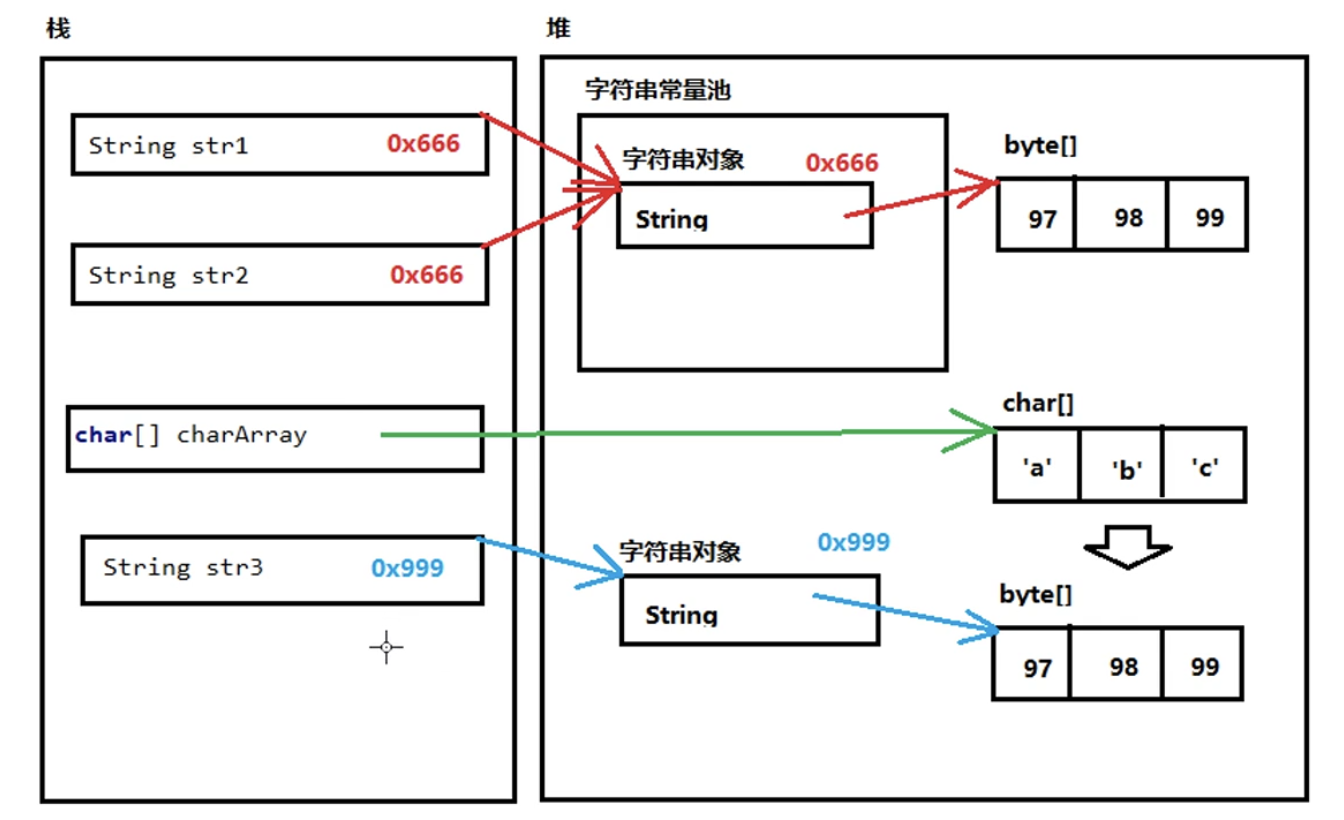 栈
String str1 0x666
String str2 0x666
char[] charArray
String str3 0x999
堆
字符串常量池
字符串对象 0x666
String
byte[]
97 98 99
char[]
'a' 'b' 'c'
字符串对象 0x999
String
byte[]
97 98 99